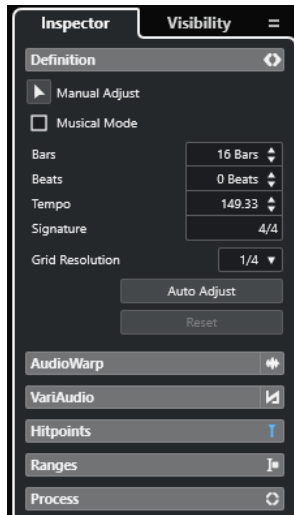 Inspector Visibility
Definition
Manual Adjust
Musical Mode
Bars 16 Bars
Beats 0 Beats
Tempo 149.33
Signature 4/4
Grid Resolution 1/4
Auto Adjust
Reset
AudioWarp
VariAudio
Hitpoints
Ranges
Process